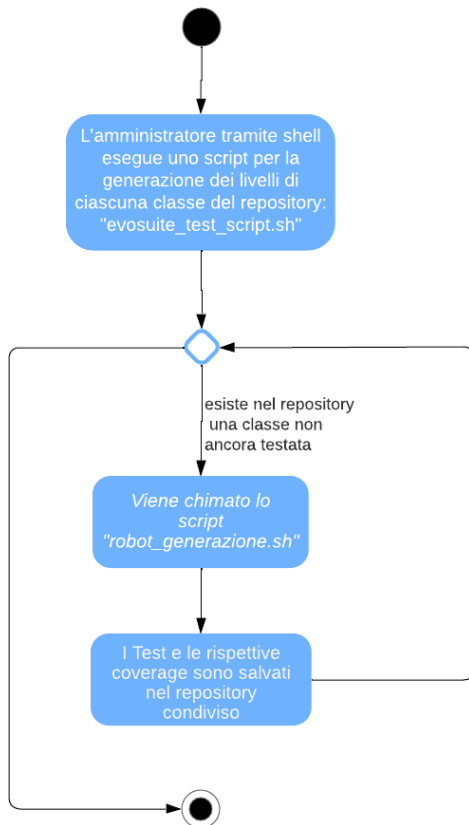 L'amministratore tramite shell
esegue uno script per la
generazione dei livelli di
ciascuna classe del repository:
"evosuite_test_script.sh"
esiste nel repository
una classe non
ancora testata
Viene chimato lo
script
"robot_generazione.sh"
I Test e le rispettive
coverage sono salvati
nel repository
condiviso